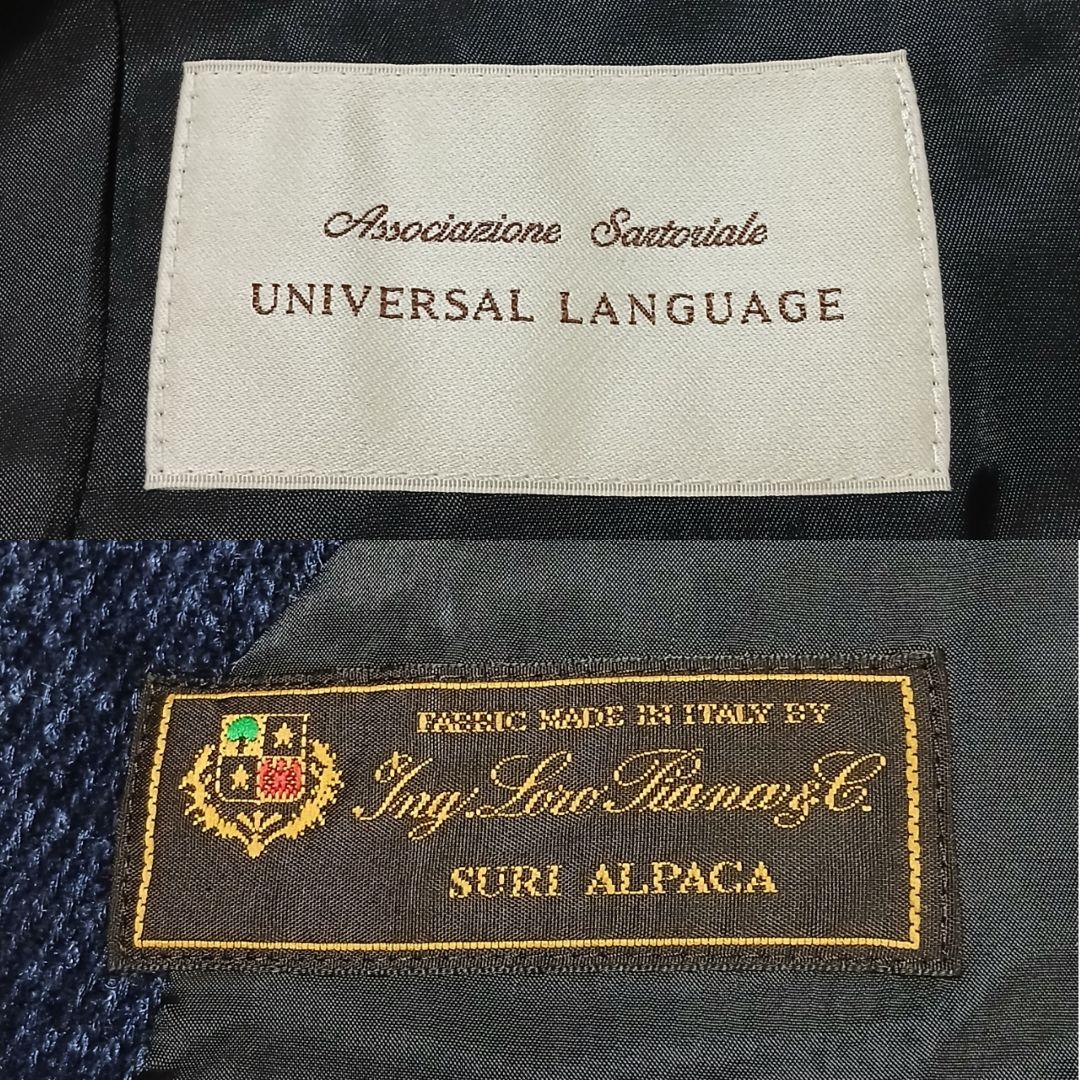 Associazione Sartoriale
UNIVERSAL LANGUAGE
FABRIC MADE IN ITALY BY
Ing. Loro Piana & C.
SURI ALPACA